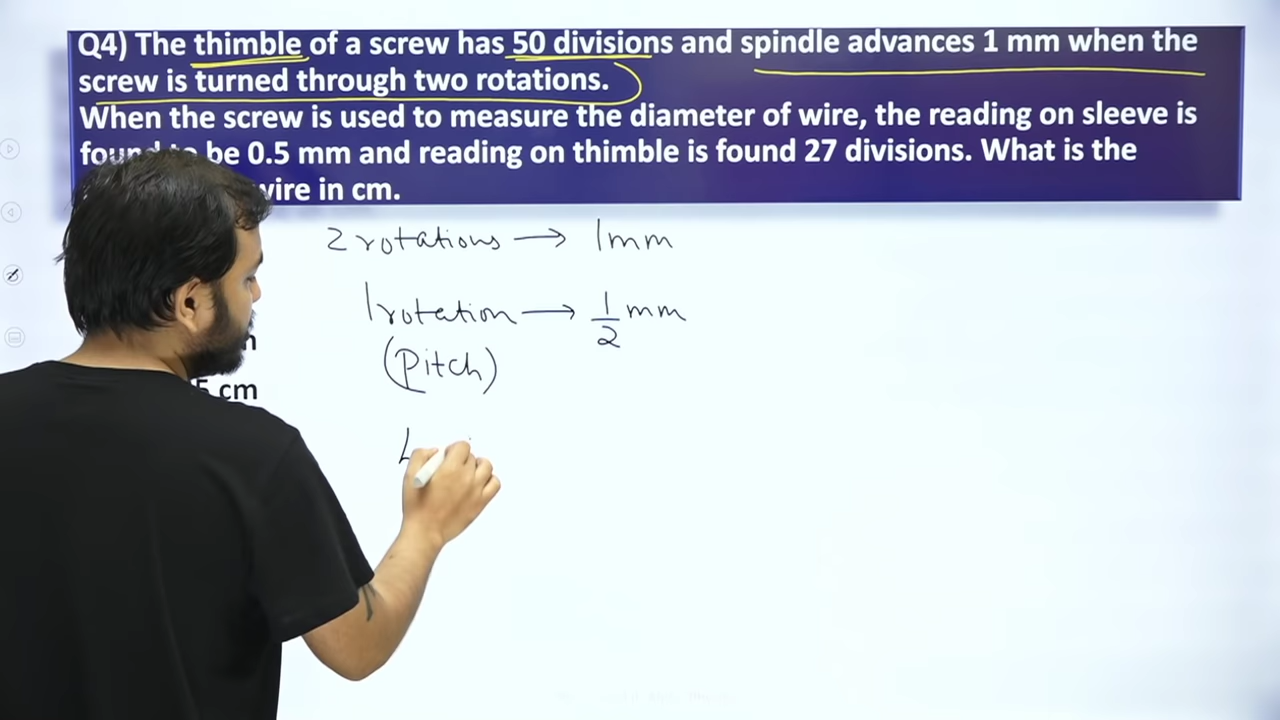 Q4) The thimble of a screw has 50 divisions and spindle advances 1 mm when the
screw is turned through two rotations.
When the screw is used to measure the diameter of wire, the reading on sleeve is
be 0.5 mm and reading on thimble is found 27 divisions. What is the
wire in cm.
2 rotations → 1mm
1rotation → 1/2 mm
(Pitch)
cm
L